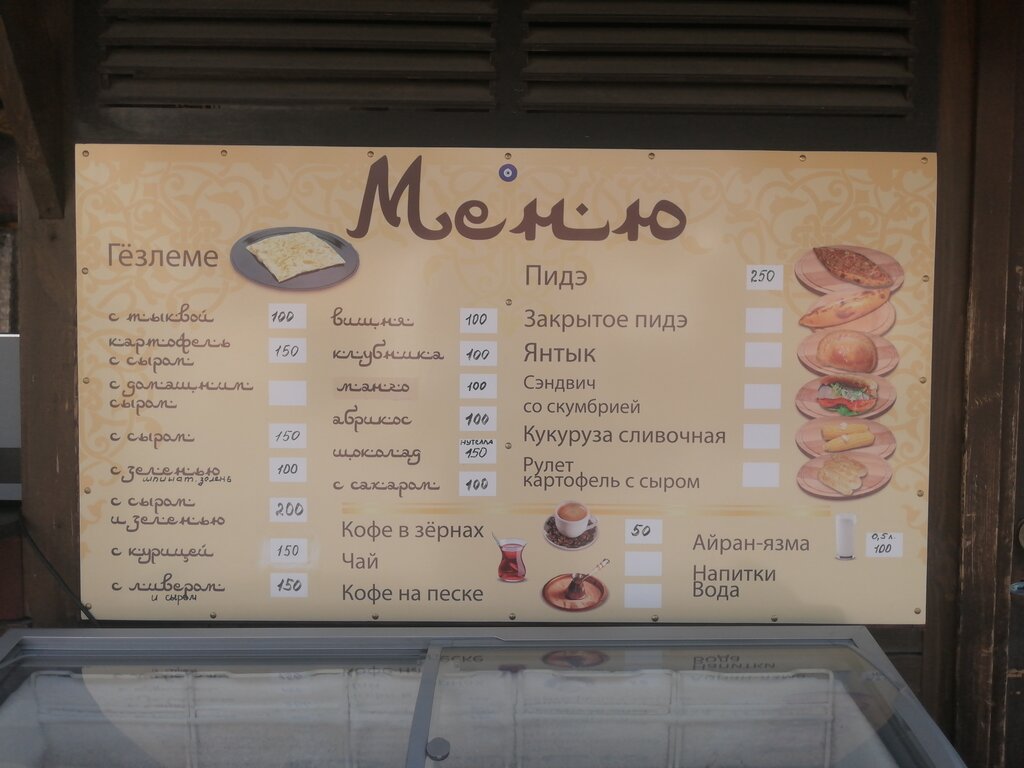 Меню
Гёзлеме
с тыквой 100
картофель
с сыром 150
с домашним
сыром
с сыром 150
с зеленью 100
шпинат. зелень
с сыром
и зеленью 200
с курицей 150
с ливером 150
и сыром
вишня 100
клубника 100
манго 100
абрикос 100
шоколад нутелла 150
с сахаром 100
Пидэ 250
Закрытое пидэ
Янтык
Сэндвич
со скумбрией
Кукуруза сливочная
Рулет
картофель с сыром
Кофе в зёрнах 50
Чай
Кофе на песке
Айран-язма 0,5л. 100
Напитки
Вода